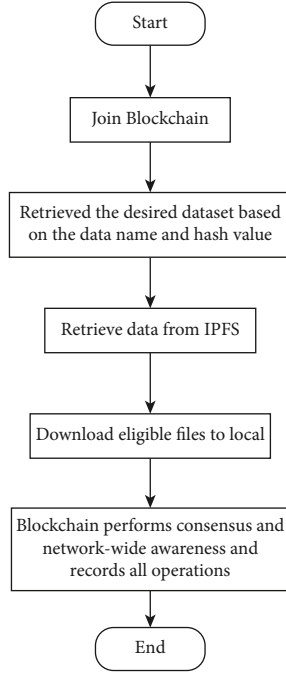 Start
Join Blockchain
Retrieved the desired dataset based
on the data name and hash value
Retrieve data from IPFS
Download eligible files to local
Blockchain performs consensus and
network-wide awareness and
records all operations
End